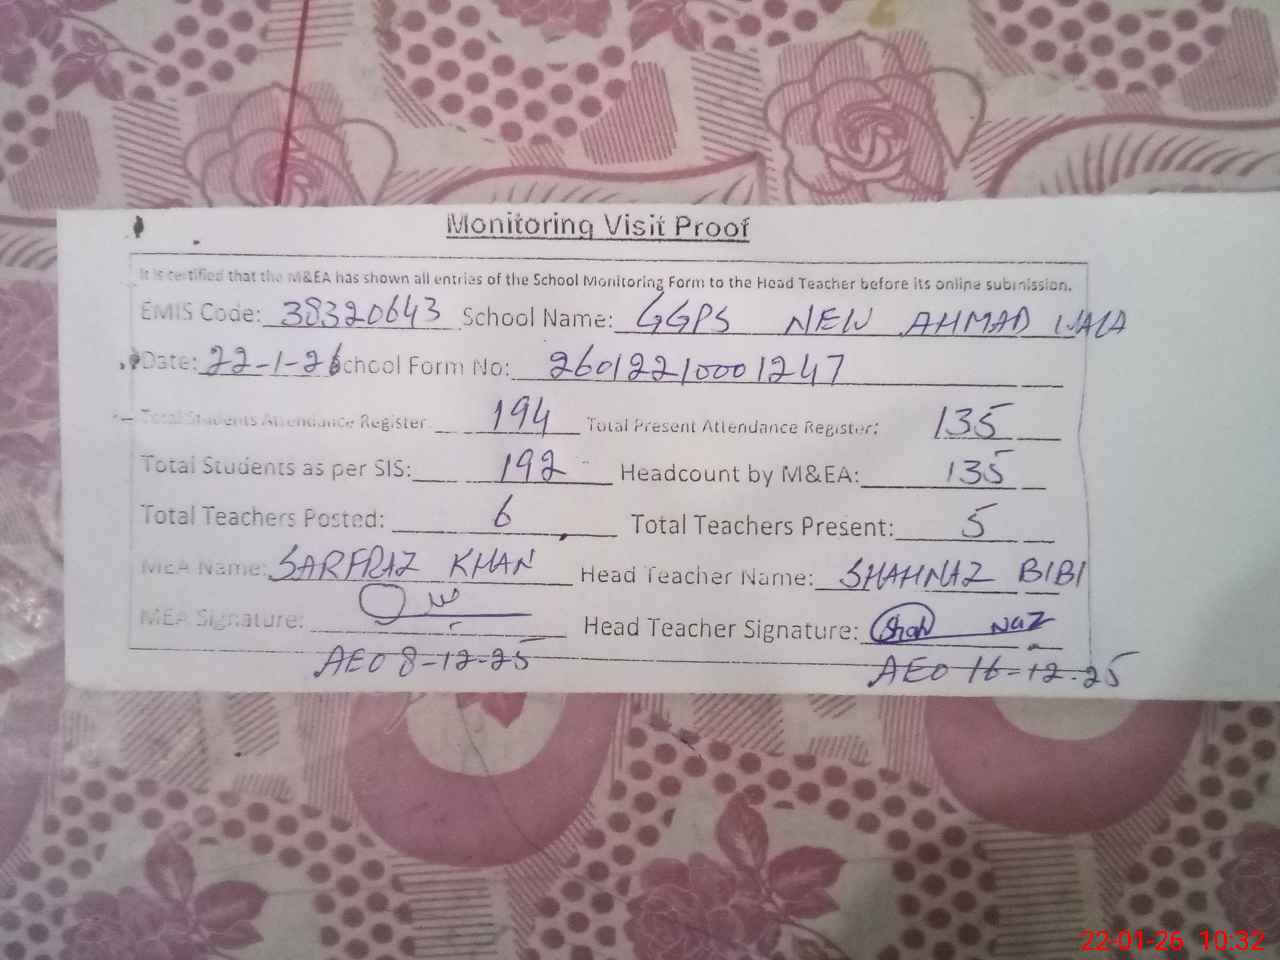 Monitoring Visit Proof
It is certified that the M&EA has shown all entries of the School Monitoring Form to the Head Teacher before its online submission.
EMIS Code: 38320643 School Name: GGPS NEW AHMAD WALA
Date: 22-1-26 School Form No: 26012210001247
Total Students Attendance Register 194 Total Present Attendance Register: 135
Total Students as per SIS: 192 Headcount by M&EA: 135
Total Teachers Posted: 6 Total Teachers Present: 5
MEA Name: SARFRAZ KHAN Head Teacher Name: SHAHNAZ BIBI
MEA Signature: Head Teacher Signature: Shah naz
AEO 8-12-25 AEO 16-12-25
22-01-26 10:32